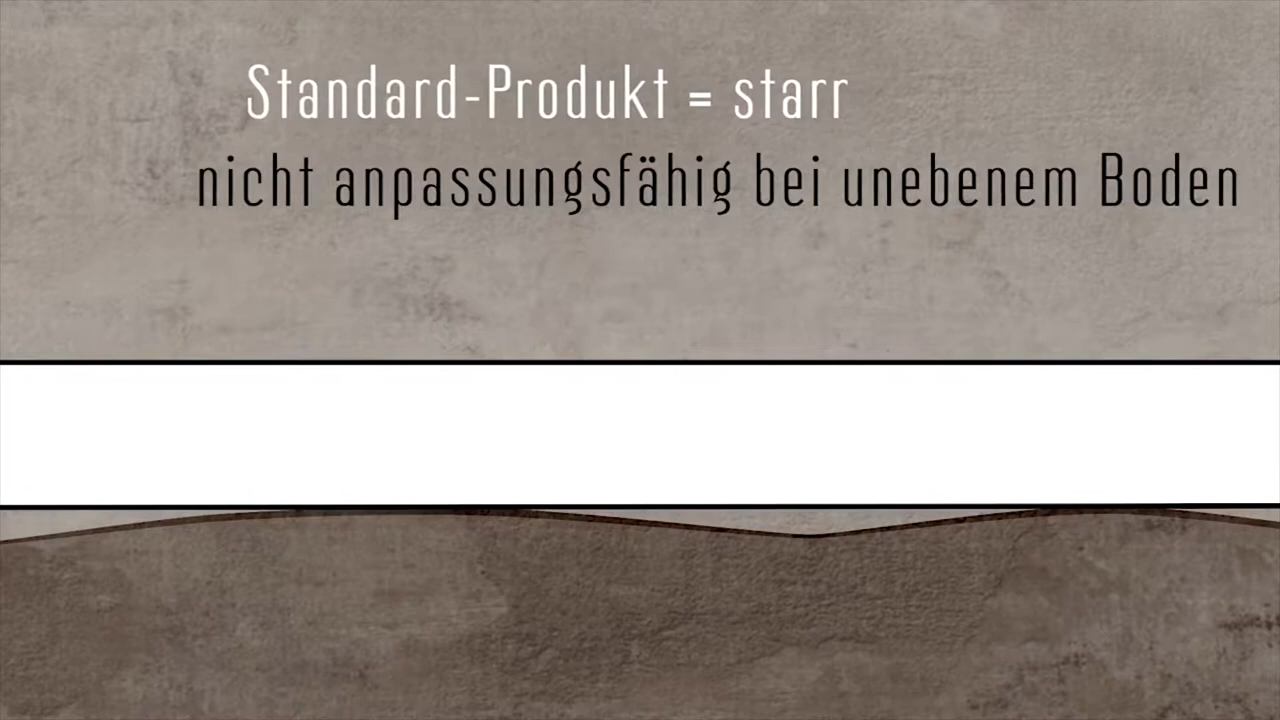 Standard-Produkt = starr
nicht anpassungsfähig bei unebenem Boden